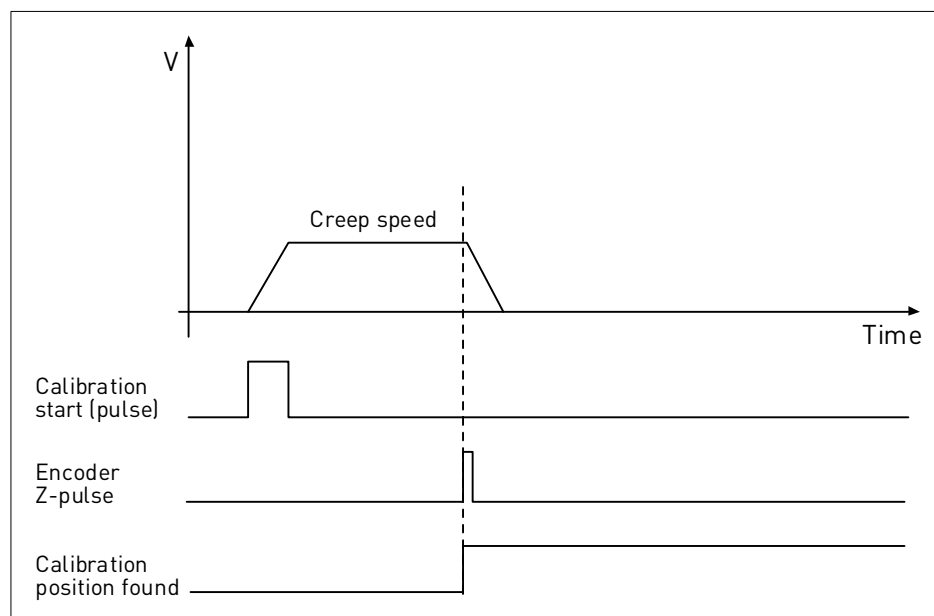 V
Creep speed
Time
Calibration
start (pulse)
Encoder
Z-pulse
Calibration
position found